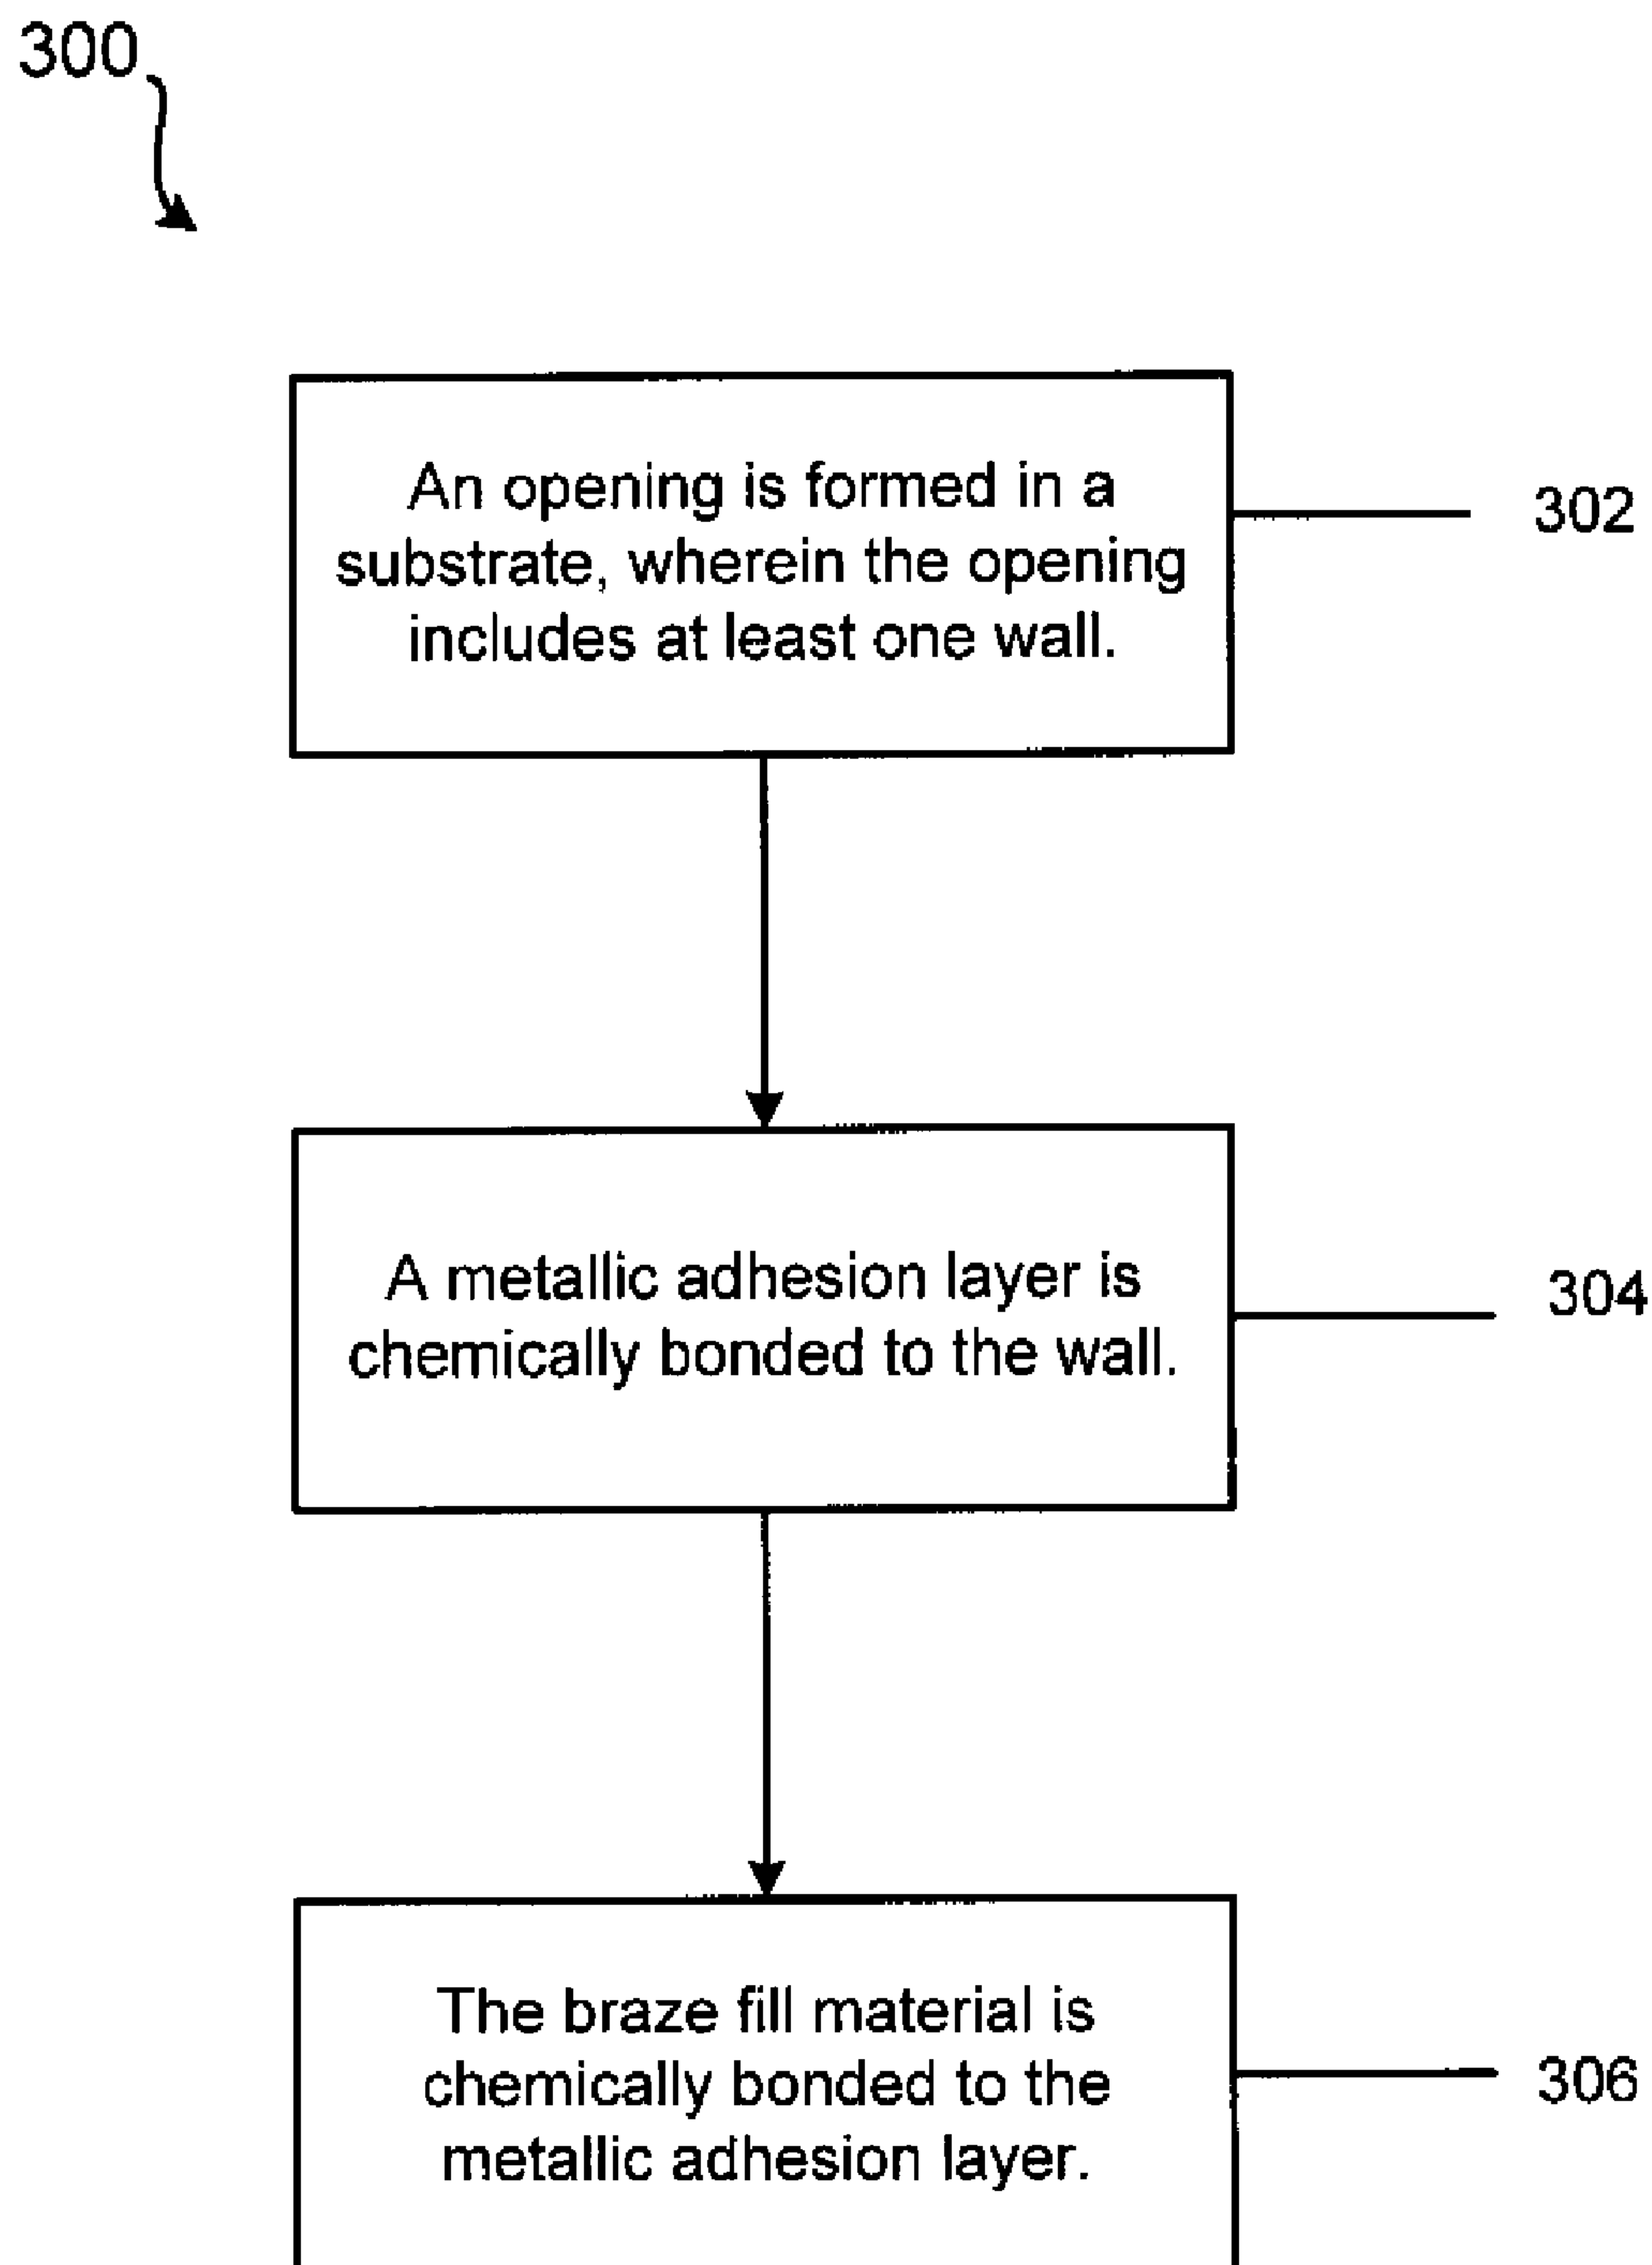 300
An opening is formed in a
substrate, wherein the opening
includes at least one wall.
302
A metallic adhesion layer is
chemically bonded to the wall.
304
The braze fill material is
chemically bonded to the
metallic adhesion layer.
306